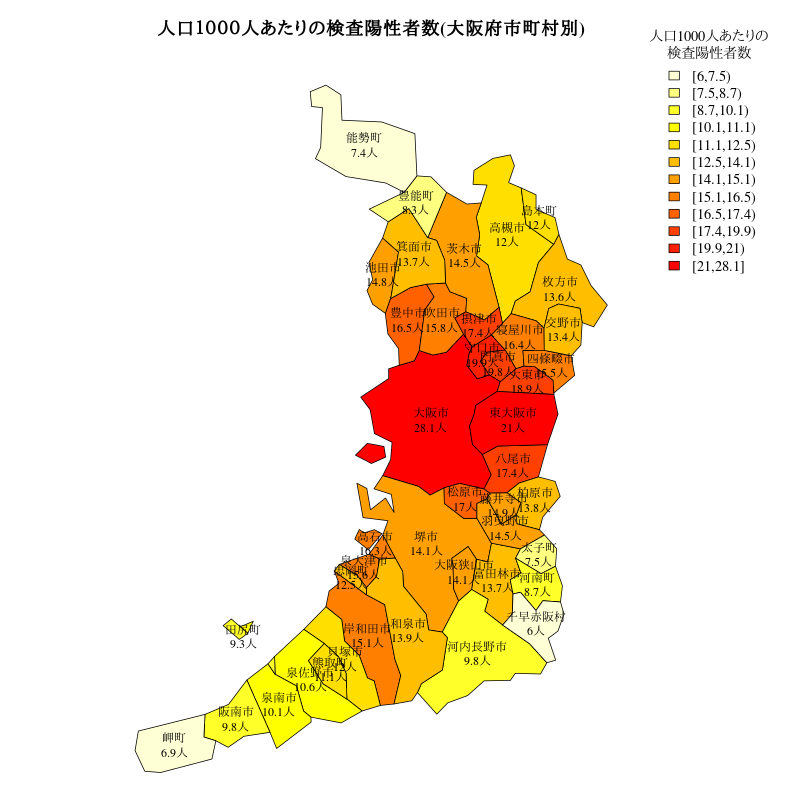 人口1000人あたりの検査陽性者数(大阪府市町村別)
人口1000人あたりの
検査陽性者数
[6,7.5)
[7.5,8.7)
[8.7,10.1)
[10.1,11.1)
[11.1,12.5)
[12.5,14.1)
[14.1,15.1)
[15.1,16.5)
[16.5,17.4)
[17.4,19.9)
[19.9,21)
[21,28.1]
能勢町
7.4人
豊能町
8.3人
島本町
12人
高槻市
12人
箕面市
13.7人
茨木市
14.5人
池田市
14.8人
枚方市
13.6人
豊中市
16.5人
吹田市
15.8人
摂津市
17.4人
寝屋川市
16.4人
交野市
13.4人
守口市
19.9人
門真市
19.8人
四條畷市
15.5人
大東市
18.9人
大阪市
28.1人
東大阪市
21人
八尾市
17.4人
松原市
17人
藤井寺市
14.9人
柏原市
13.8人
羽曳野市
14.5人
高石市
16.3人
堺市
14.1人
太子町
7.5人
泉大津市
忠岡町
12.5人
大阪狭山市
14.1人
富田林市
13.7人
河南町
8.7人
千早赤阪村
6人
田尻町
9.3人
岸和田市
15.1人
和泉市
13.9人
河内長野市
9.8人
貝塚市
12人
熊取町
11.1人
泉佐野市
10.6人
泉南市
10.1人
阪南市
9.8人
岬町
6.9人